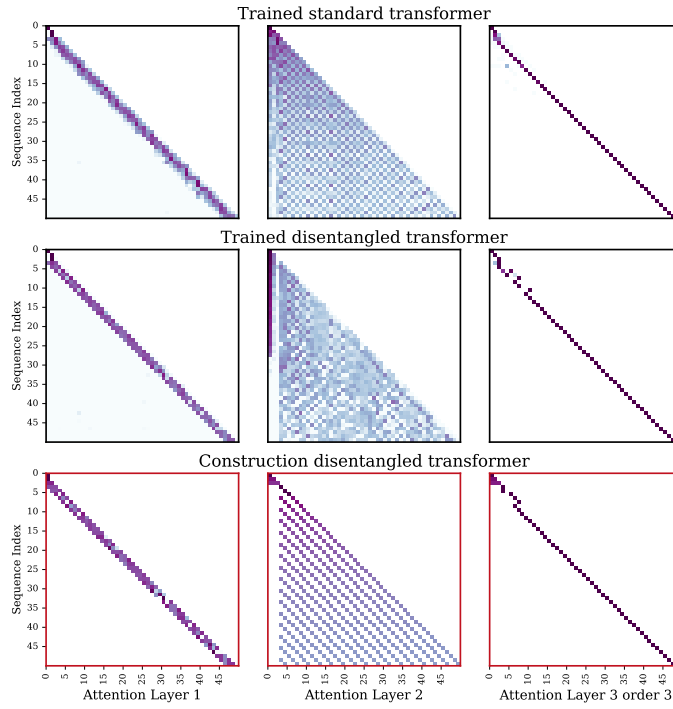 Trained standard transformer
0
5
10
15
20
25
30
35
40
45
Sequence Index
Trained disentangled transformer
0
5
10
15
20
25
30
35
40
45
Sequence Index
Construction disentangled transformer
0
5
10
15
20
25
30
35
40
45
Sequence Index
0 5 10 15 20 25 30 35 40 45
0 5 10 15 20 25 30 35 40 45
0 5 10 15 20 25 30 35 40 45
Attention Layer 1
Attention Layer 2
Attention Layer 3 order 3